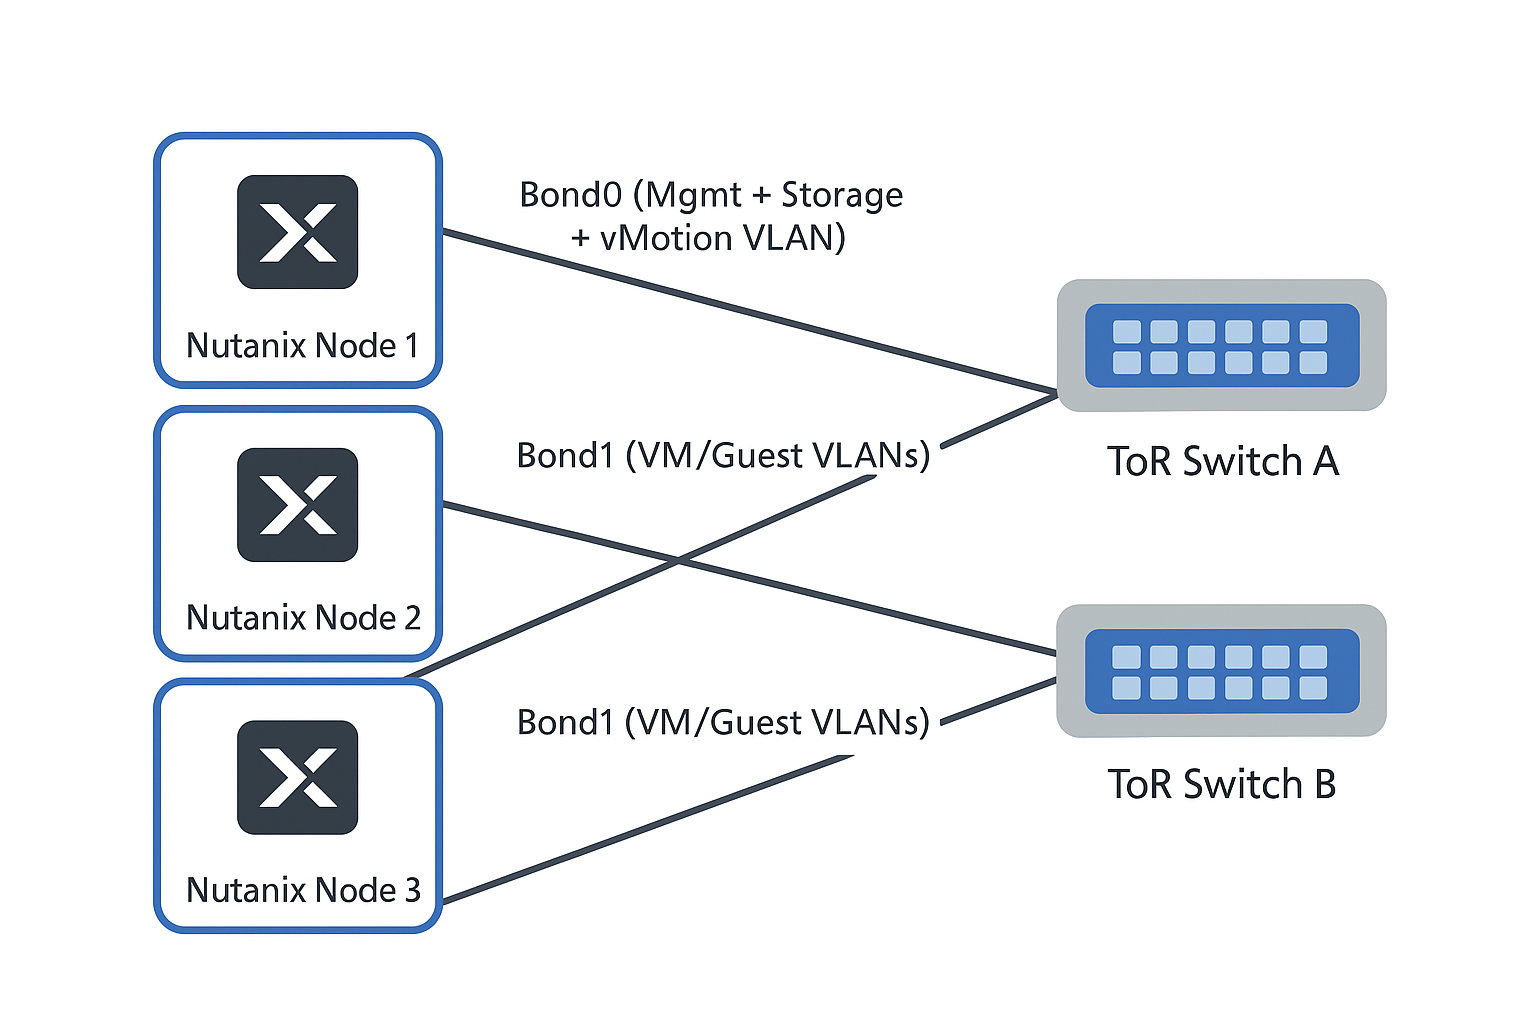 Nutanix Node 1
Bond0 (Mgmt + Storage
+ vMotion VLAN)
ToR Switch A
Nutanix Node 2
Bond1 (VM/Guest VLANs)
Nutanix Node 3
Bond1 (VM/Guest VLANs)
ToR Switch B